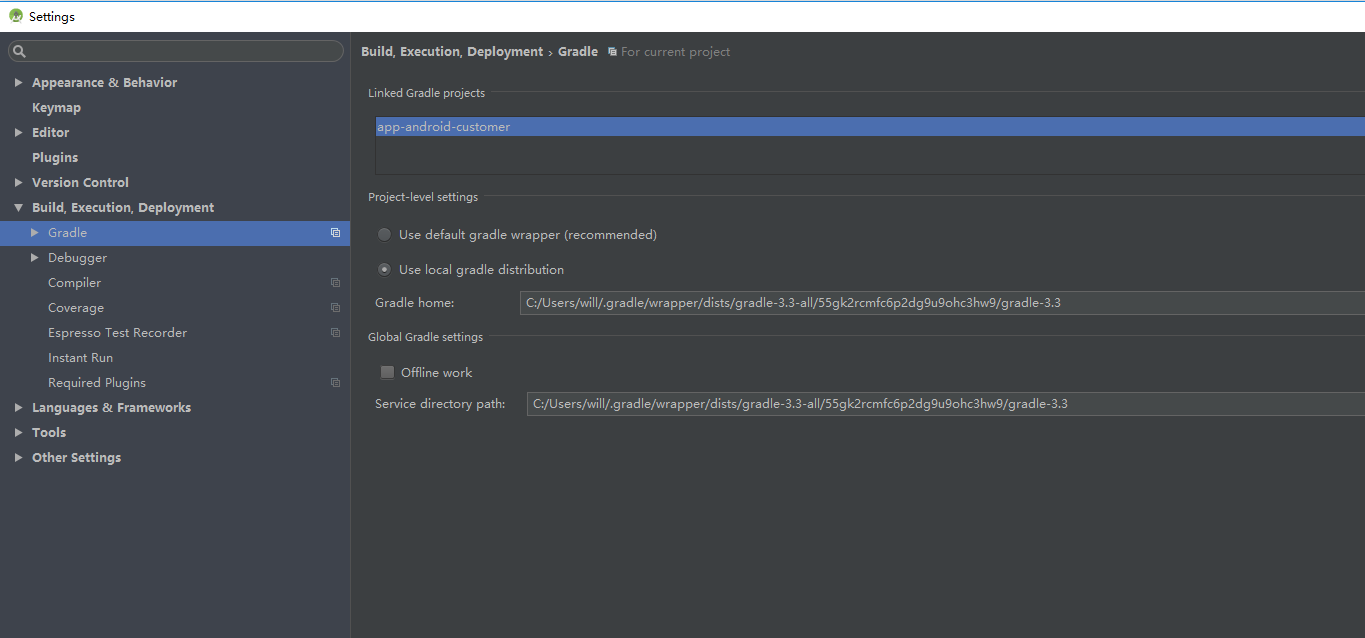 Settings
Appearance & Behavior
Keymap
Editor
Plugins
Version Control
Build, Execution, Deployment
Gradle
Debugger
Compiler
Coverage
Espresso Test Recorder
Instant Run
Required Plugins
Languages & Frameworks
Tools
Other Settings
Build, Execution, Deployment › Gradle For current project
Linked Gradle projects
app-android-customer
Project-level settings
Use default gradle wrapper (recommended)
Use local gradle distribution
Gradle home: C:/Users/will/.gradle/wrapper/dists/gradle-3.3-all/55gk2rcmfc6p2dg9u9ohc3hw9/gradle-3.3
Global Gradle settings
Offline work
Service directory path: C:/Users/will/.gradle/wrapper/dists/gradle-3.3-all/55gk2rcmfc6p2dg9u9ohc3hw9/gradle-3.3